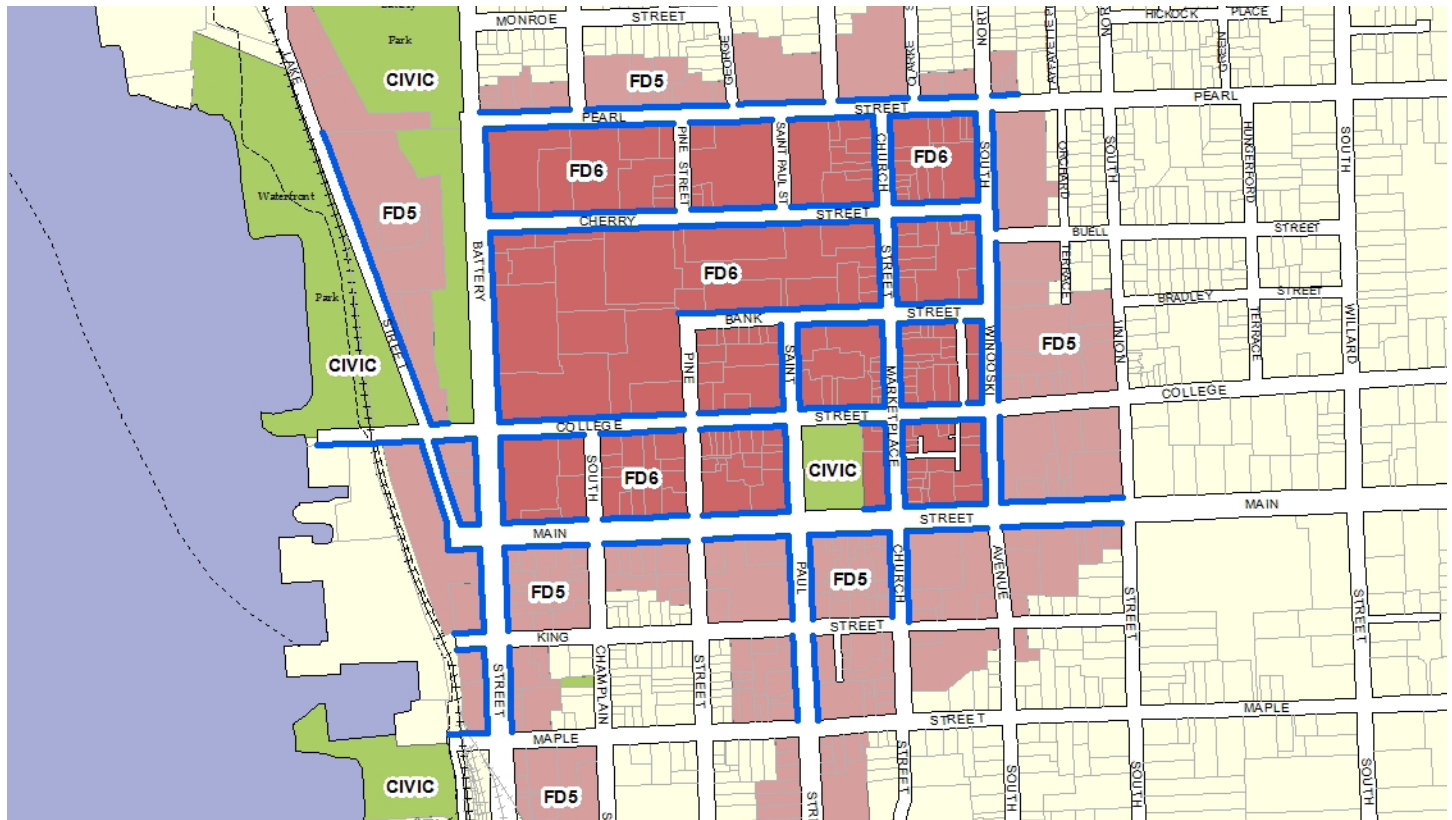 MONROE STREET
HICKOCK PLACE
GREEN
Park
CIVIC
GEORGE
FD5
LAKE
PEARL STREET
PEARL
PINE STREET
SAINT PAUL ST
CHURCH
FD6
FD6
SOUTH
ORCHARD
SOUTH
HUNGERFORD
SOUTH
Waterfront
FD5
CHERRY STREET
BUELL STREET
BATTERY
STREET
TERRACE
FD6
Park
BRADLEY STREET
BANK STREET
STREET
PINE
SAINT
MARKETPLACE
WINOOSKI
FD5
UNION
TERRACE
WILLARD
CIVIC
COLLEGE STREET
COLLEGE
SOUTH
FD6
CIVIC
MAIN STREET
MAIN
FD5
PAUL
FD5
CHURCH
AVENUE
STREET
STREET
KING STREET
STREET
CHAMPLAIN
STREET
MAPLE STREET
MAPLE
STREET
SOUTH
SOUTH
SOUTH
CIVIC
FD5